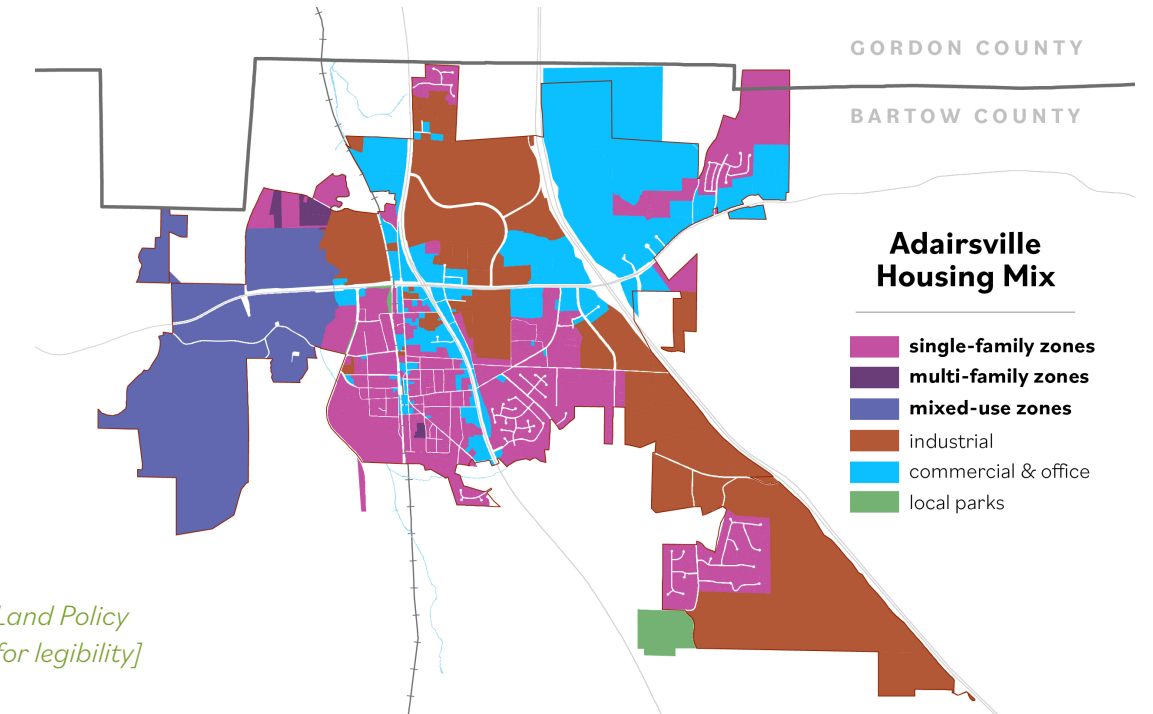 GORDON COUNTY
BARTOW COUNTY
Adairsville
Housing Mix
single-family zones
multi-family zones
mixed-use zones
industrial
commercial & office
local parks
Land Policy
for legibility]